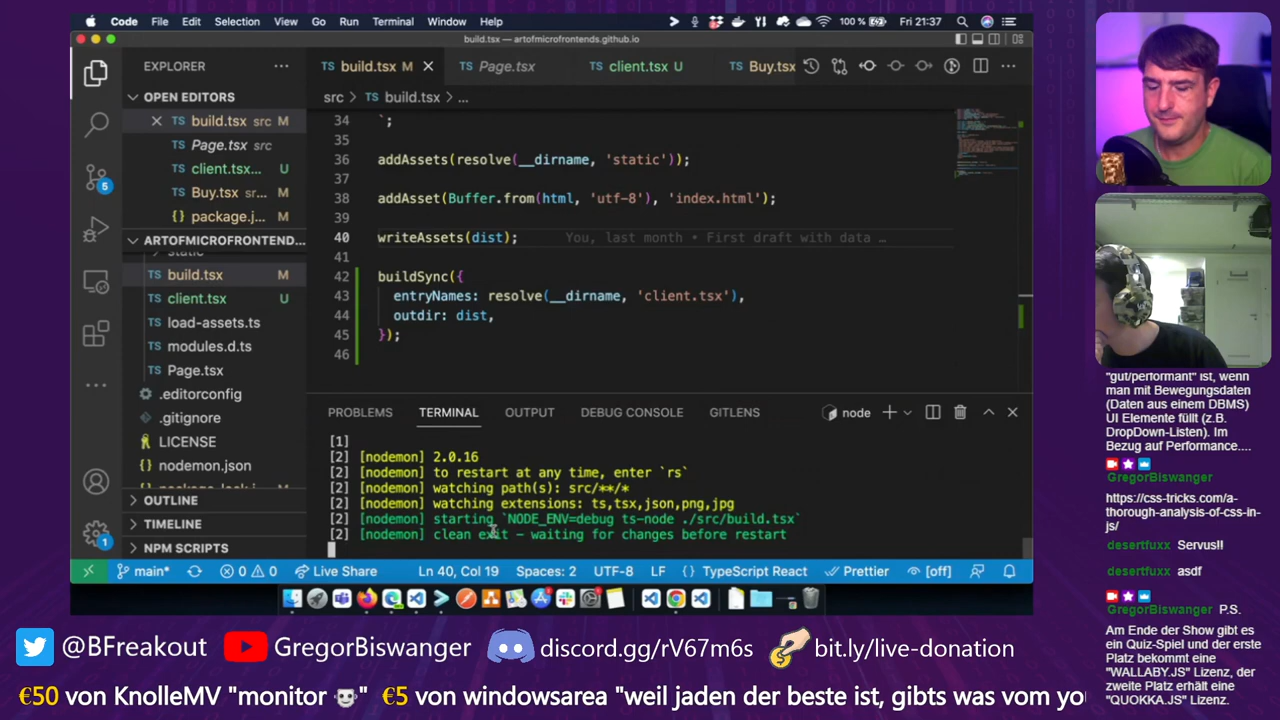 Code File Edit Selection View Go Run Terminal Window Help
100 % Fri 21:37
build.tsx — artofmicrofrontends.github.io
EXPLORER
OPEN EDITORS
build.tsx src M
Page.tsx src
client.tsx... U
Buy.tsx src... M
package.j... M
ARTOFMICROFRONTEND...
static
build.tsx M
client.tsx U
load-assets.ts
modules.d.ts
Page.tsx
.editorconfig
.gitignore
LICENSE
nodemon.json
OUTLINE
TIMELINE
NPM SCRIPTS
5
1
build.tsx M
Page.tsx
client.tsx U
Buy.tsx
src > build.tsx > ...
34 `;
35
36 addAssets(resolve(__dirname, 'static'));
37
38 addAsset(Buffer.from(html, 'utf-8'), 'index.html');
39
40 writeAssets(dist); You, last month • First draft with data …
41
42 buildSync({
43 entryNames: resolve(__dirname, 'client.tsx'),
44 outdir: dist,
45 });
46
PROBLEMS TERMINAL OUTPUT DEBUG CONSOLE GITLENS
node
[1]
[2] [nodemon] 2.0.16
[2] [nodemon] to restart at any time, enter `rs`
[2] [nodemon] watching path(s): src/**/*
[2] [nodemon] watching extensions: ts,tsx,json,png,jpg
[2] [nodemon] starting `NODE_ENV=debug ts-node ./src/build.tsx`
[2] [nodemon] clean exit - waiting for changes before restart
main* 0 0 Live Share Ln 40, Col 19 Spaces: 2 UTF-8 LF {} TypeScript React Prettier [off]
"gut/performant" ist, wenn
man mit Bewegungsdaten
(Daten aus einem DBMS)
UI Elemente füllt (z.B.
DropDown-Listen). Im
Bezug auf Performance....
GregorBiswanger
https://css-tricks.com/a-
thorough-analysis-of-css-in-
js/
desertfuxx Servus!!
desertfuxx asdf
GregorBiswanger P.S.
Am Ende der Show gibt es
ein Quiz-Spiel und der erste
Platz bekommt eine
"WALLABY.JS" Lizenz, der
zweite Platz erhält eine
"QUOKKA.JS" Lizenz.
@BFreakout GregorBiswanger discord.gg/rV67m6s bit.ly/live-donation
€50 von KnolleMV "monitor " €5 von windowsarea "weil jaden der beste ist, gibts was vom you